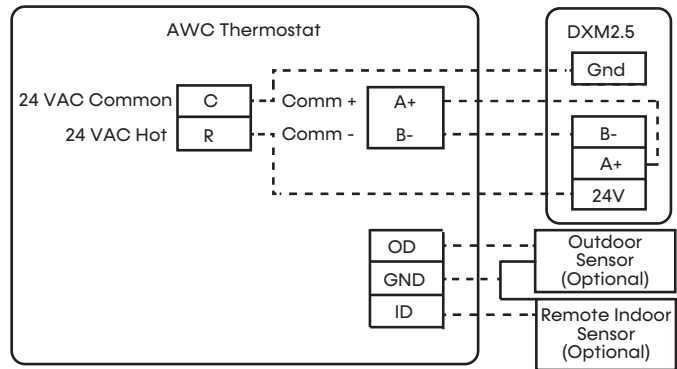 AWC Thermostat
DXM2.5
Gnd
24 VAC Common
C
Comm +
A+
24 VAC Hot
R
Comm -
B-
B-
A+
24V
OD
GND
ID
Outdoor
Sensor
(Optional)
Remote Indoor
Sensor
(Optional)